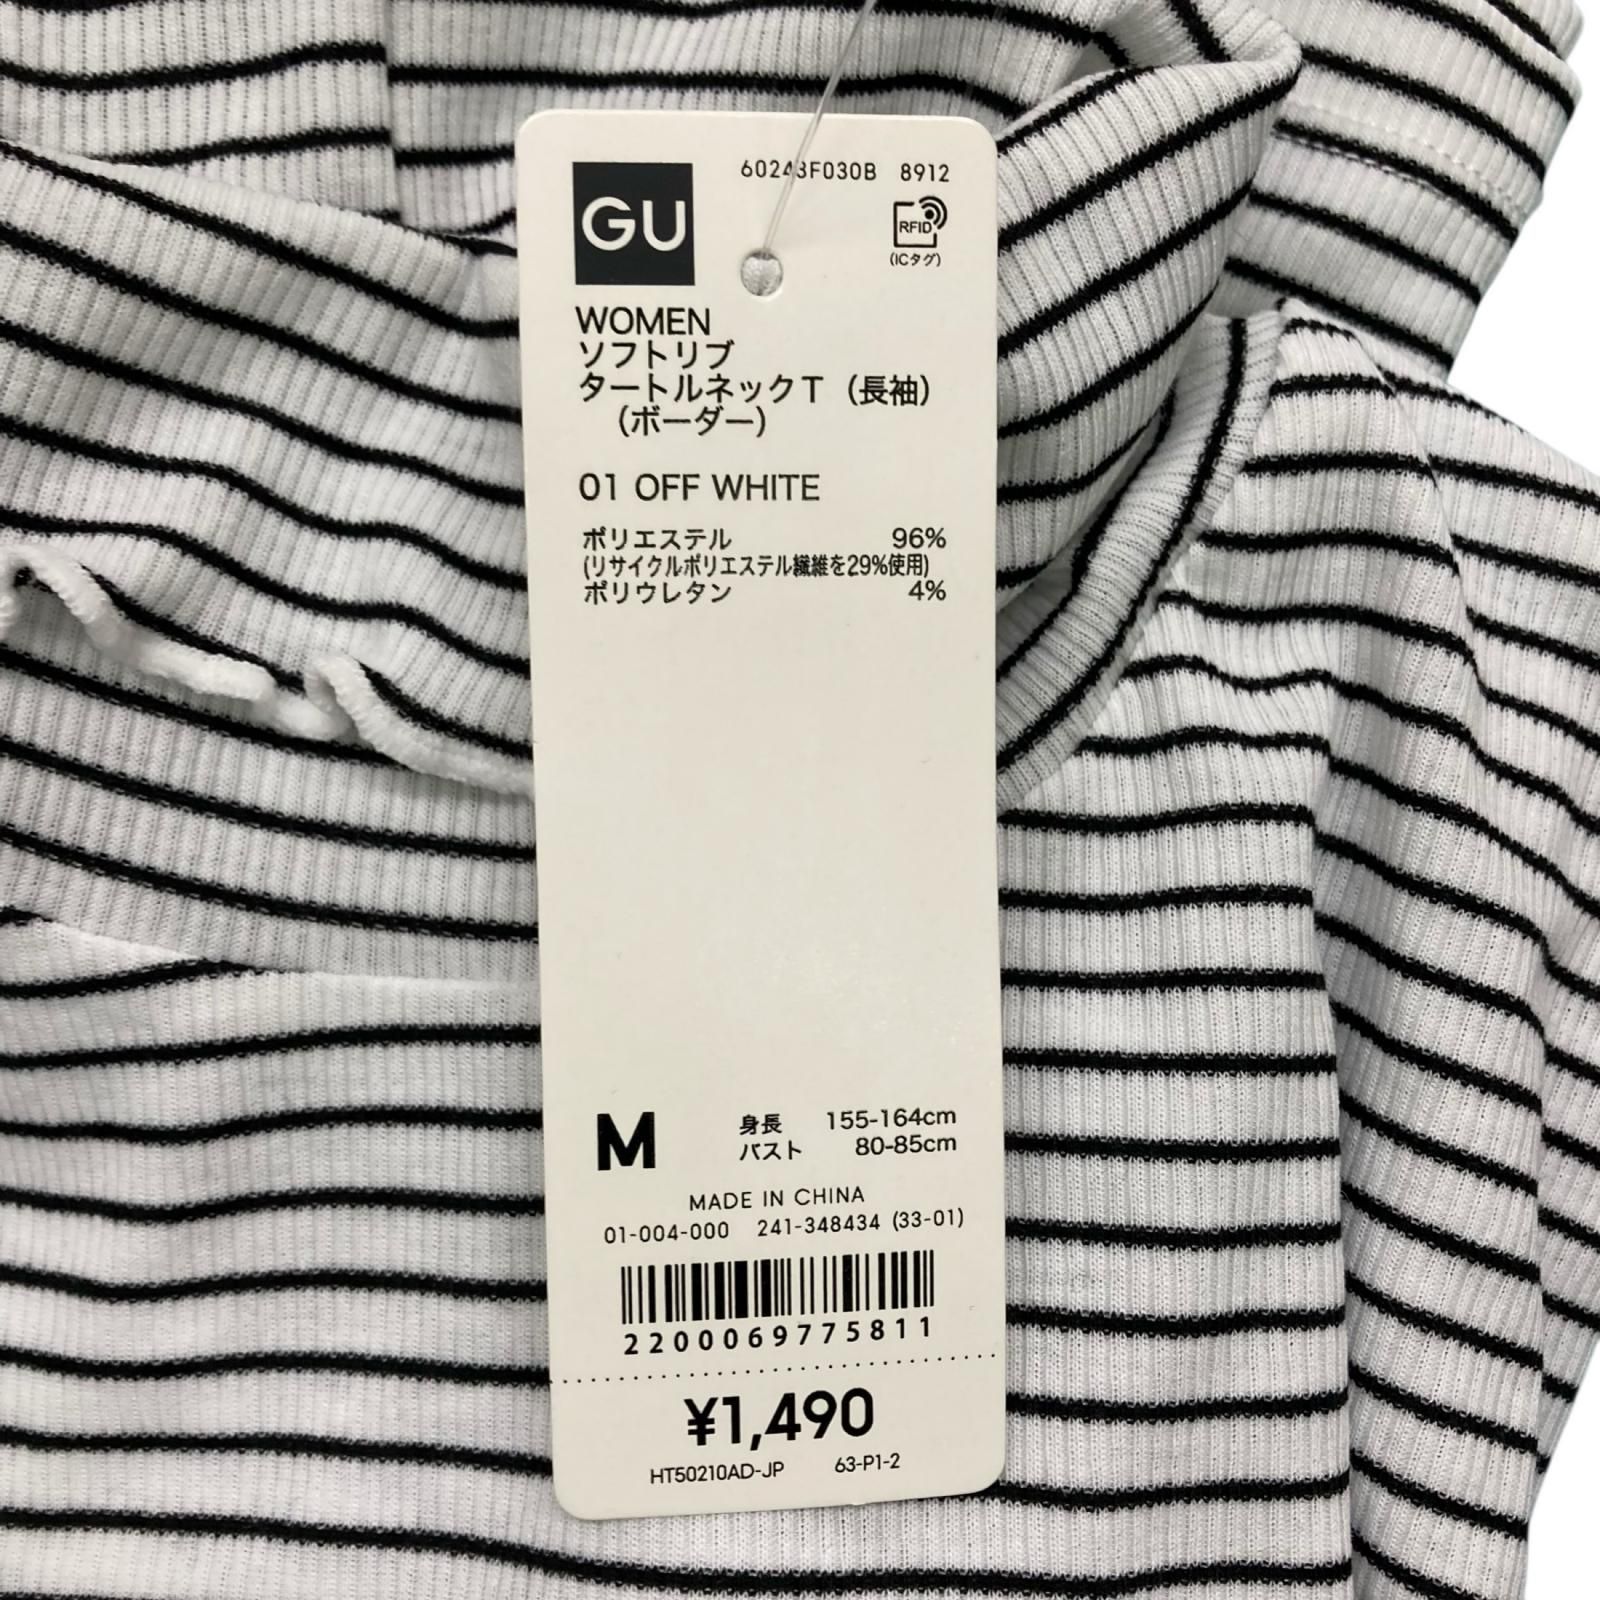 60243F030B 8912
GU
RFID
(ICタグ)
WOMEN
ソフトリブ
タートルネックT（長袖）
（ボーダー）
01 OFF WHITE
ポリエステル 96%
(リサイクルポリエステル繊維を29%使用)
ポリウレタン 4%
M 身長 155-164cm
バスト 80-85cm
MADE IN CHINA
01-004-000 241-348434 (33-01)
2200069775811
¥1,490
HT50210AD-JP 63-P1-2